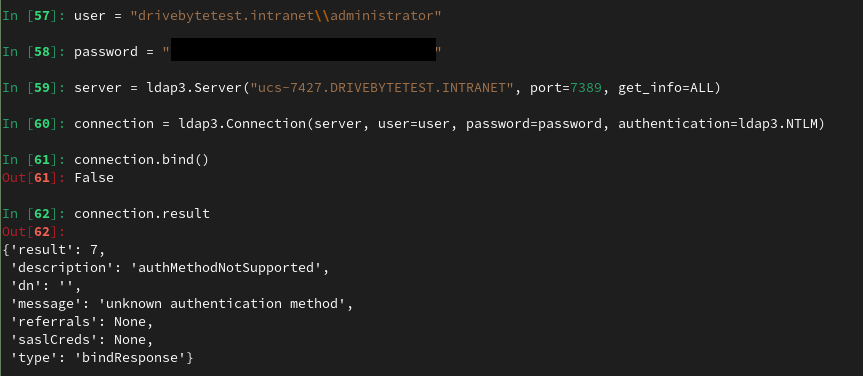 In [57]: user = "drivebytetest.intranet\\administrator"
In [58]: password = " "
In [59]: server = ldap3.Server("ucs-7427.DRIVEBYTETEST.INTRANET", port=7389, get_info=ALL)
In [60]: connection = ldap3.Connection(server, user=user, password=password, authentication=ldap3.NTLM)
In [61]: connection.bind()
Out[61]: False
In [62]: connection.result
Out[62]:
{'result': 7,
 'description': 'authMethodNotSupported',
 'dn': '',
 'message': 'unknown authentication method',
 'referrals': None,
 'saslCreds': None,
 'type': 'bindResponse'}